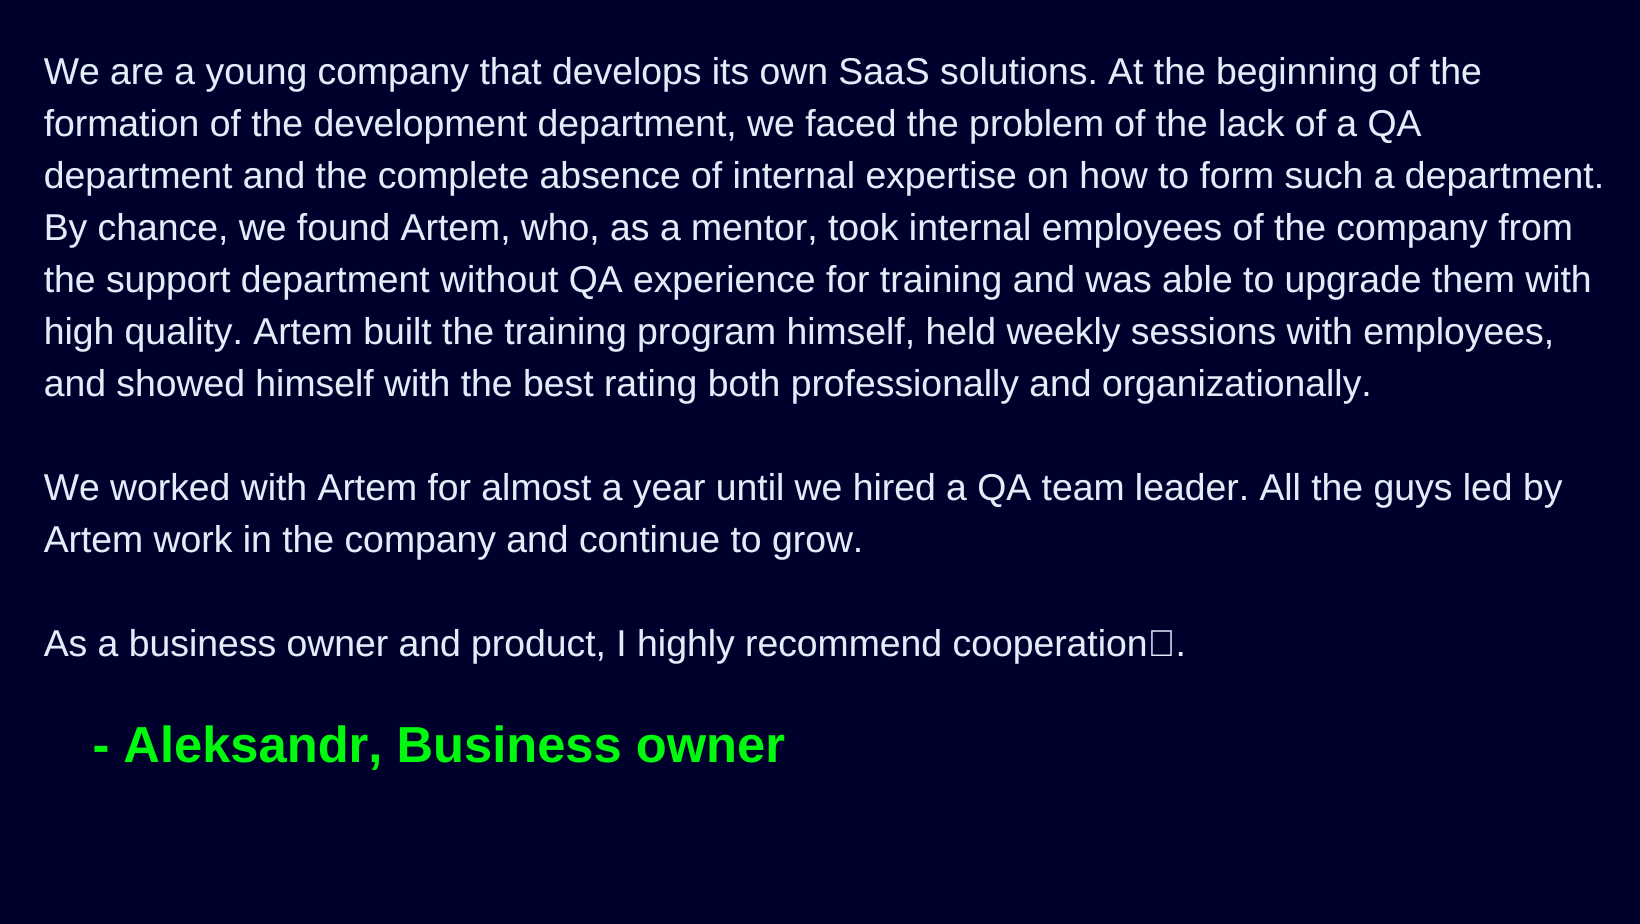 We are a young company that develops its own SaaS solutions. At the beginning of the
formation of the development department, we faced the problem of the lack of a QA
department and the complete absence of internal expertise on how to form such a department.
By chance, we found Artem, who, as a mentor, took internal employees of the company from
the support department without QA experience for training and was able to upgrade them with
high quality. Artem built the training program himself, held weekly sessions with employees,
and showed himself with the best rating both professionally and organizationally.
We worked with Artem for almost a year until we hired a QA team leader. All the guys led by
Artem work in the company and continue to grow.
As a business owner and product, I highly recommend cooperation▯.
- Aleksandr, Business owner